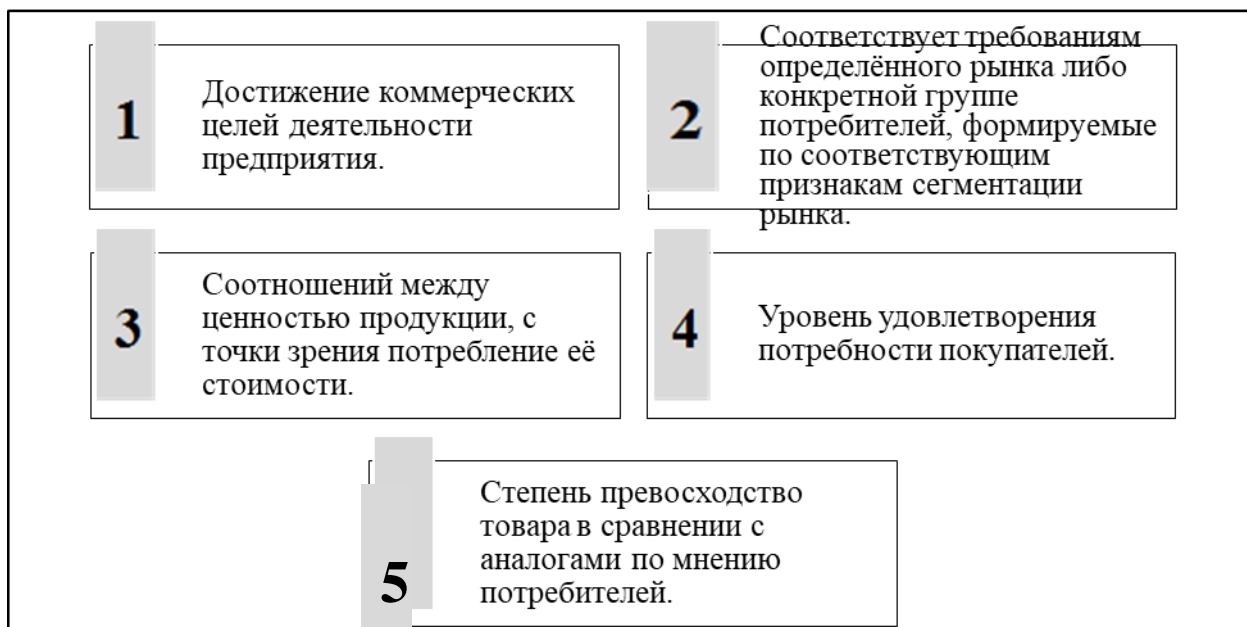 1
Достижение коммерческих
целей деятельности
предприятия.
2
Соответствует требованиям
определённого рынка либо
конкретной группе
потребителей, формируемые
по соответствующим
признакам сегментации
рынка.
3
Соотношений между
ценностью продукции, с
точки зрения потребление её
стоимости.
4
Уровень удовлетворения
потребности покупателей.
5
Степень превосходство
товара в сравнении с
аналогами по мнению
потребителей.